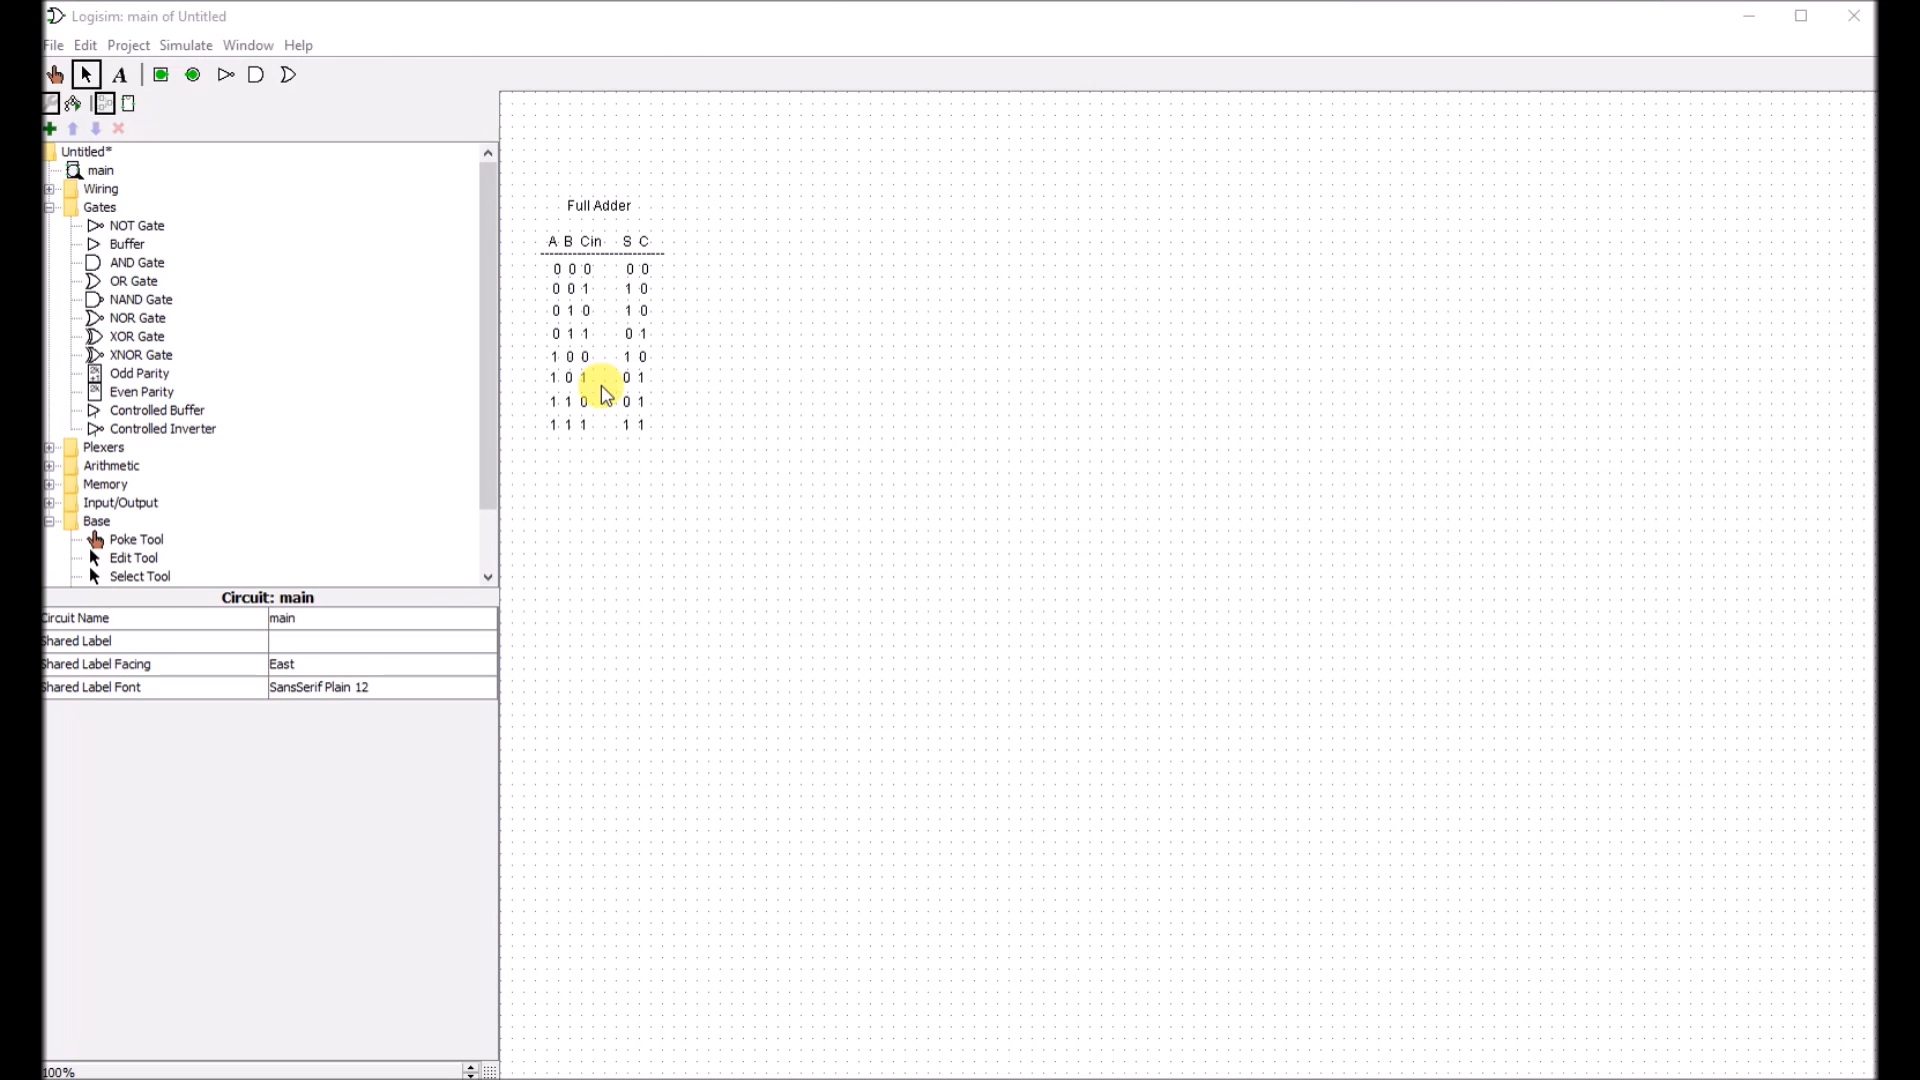 Logisim: main of Untitled
File Edit Project Simulate Window Help
A
Untitled*
main
Wiring
Gates
NOT Gate
Buffer
AND Gate
OR Gate
NAND Gate
NOR Gate
XOR Gate
XNOR Gate
Odd Parity
Even Parity
Controlled Buffer
Controlled Inverter
Plexers
Arithmetic
Memory
Input/Output
Base
Poke Tool
Edit Tool
Select Tool
Circuit: main
Circuit Name main
Shared Label
Shared Label Facing East
Shared Label Font SansSerif Plain 12
100%
Full Adder
A B Cin S C
0 0 0 0 0
0 0 1 1 0
0 1 0 1 0
0 1 1 0 1
1 0 0 1 0
1 0 1 0 1
1 1 0 0 1
1 1 1 1 1